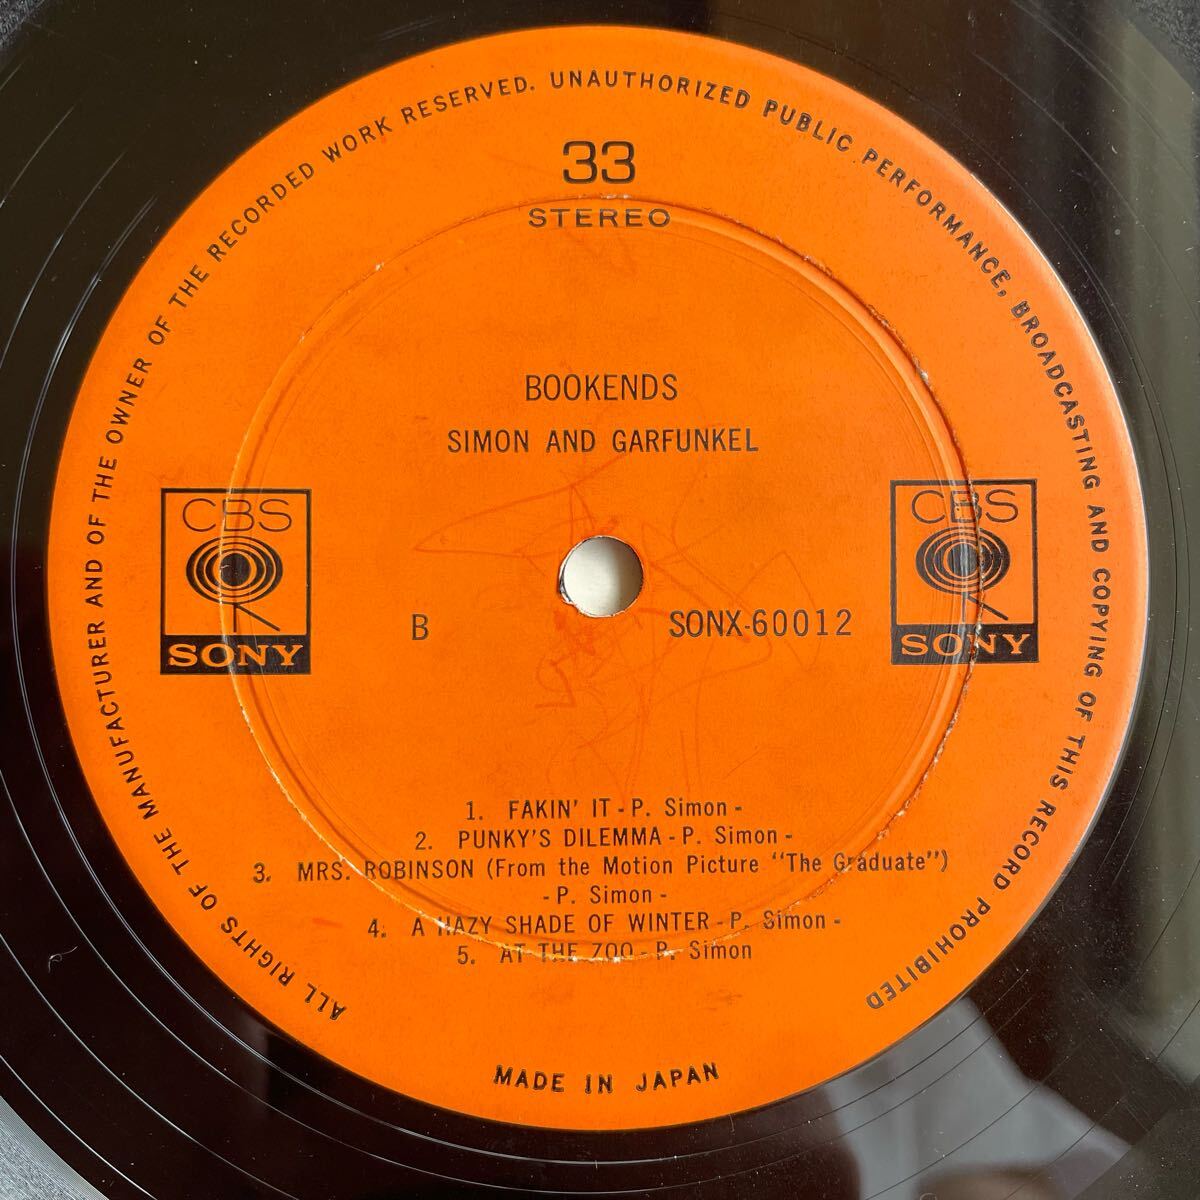 ALL RIGHTS OF THE MANUFACTURER AND OF THE OWNER OF THE RECORDED WORK RESERVED. UNAUTHORIZED PUBLIC PERFORMANCE, BROADCASTING AND COPYING OF THIS RECORD PROHIBITED
33
STEREO
BOOKENDS
SIMON AND GARFUNKEL
CBS
SONY
CBS
SONY
B
SONX-60012
1. FAKIN' IT - P. Simon -
2. PUNKY'S DILEMMA - P. Simon -
3. MRS. ROBINSON (From the Motion Picture "The Graduate")
- P. Simon -
4. A HAZY SHADE OF WINTER - P. Simon -
5. AT THE ZOO - P. Simon
MADE IN JAPAN